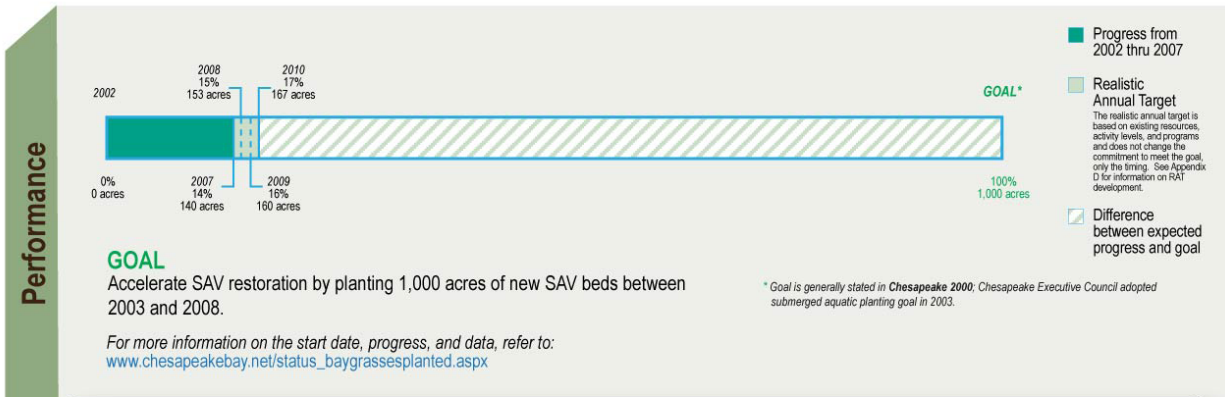 Performance
2002
2008
15%
153 acres
2010
17%
167 acres
GOAL*
0%
0 acres
2007
14%
140 acres
2009
16%
160 acres
100%
1,000 acres
Progress from
2002 thru 2007
Realistic
Annual Target
The realistic annual target is
based on existing resources,
activity levels, and programs
and does not change the
commitment to meet the goal,
only the timing. See Appendix
D for information on RAT
development.
Difference
between expected
progress and goal
GOAL
Accelerate SAV restoration by planting 1,000 acres of new SAV beds between
2003 and 2008.
* Goal is generally stated in Chesapeake 2000; Chesapeake Executive Council adopted
submerged aquatic planting goal in 2003.
For more information on the start date, progress, and data, refer to:
www.chesapeakebay.net/status_baygrassesplanted.aspx